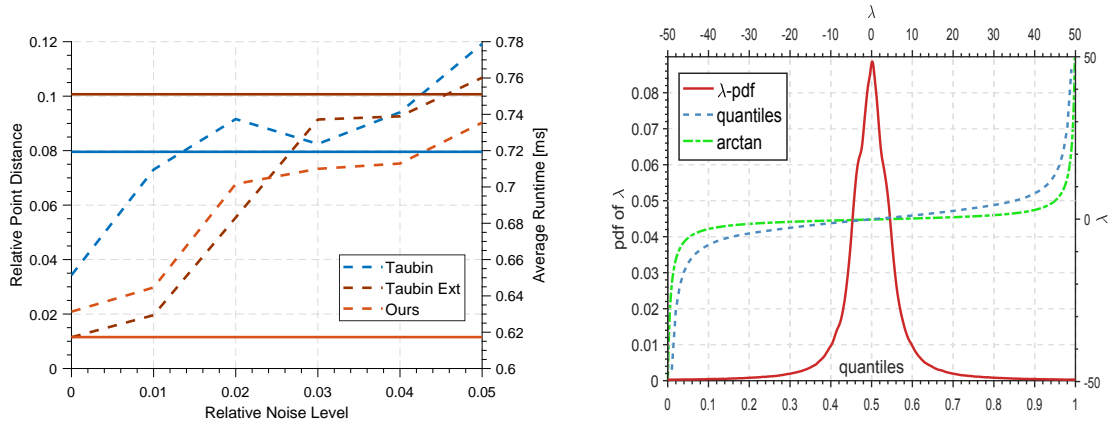 0.12
0.1
0.08
0.06
0.04
0.02
0
Relative Point Distance
0 0.01 0.02 0.03 0.04 0.05
Relative Noise Level
0.78
0.76
0.74
0.72
0.7
0.68
0.66
0.64
0.62
0.6
Average Runtime [ms]
Taubin
Taubin Ext
Ours
λ
-50 -40 -30 -20 -10 0 10 20 30 40 50
0.08
0.07
0.06
0.05
0.04
0.03
0.02
0.01
0
pdf of λ
λ-pdf
quantiles
arctan
50
0
-50
λ
quantiles
0 0.1 0.2 0.3 0.4 0.5 0.6 0.7 0.8 0.9 1